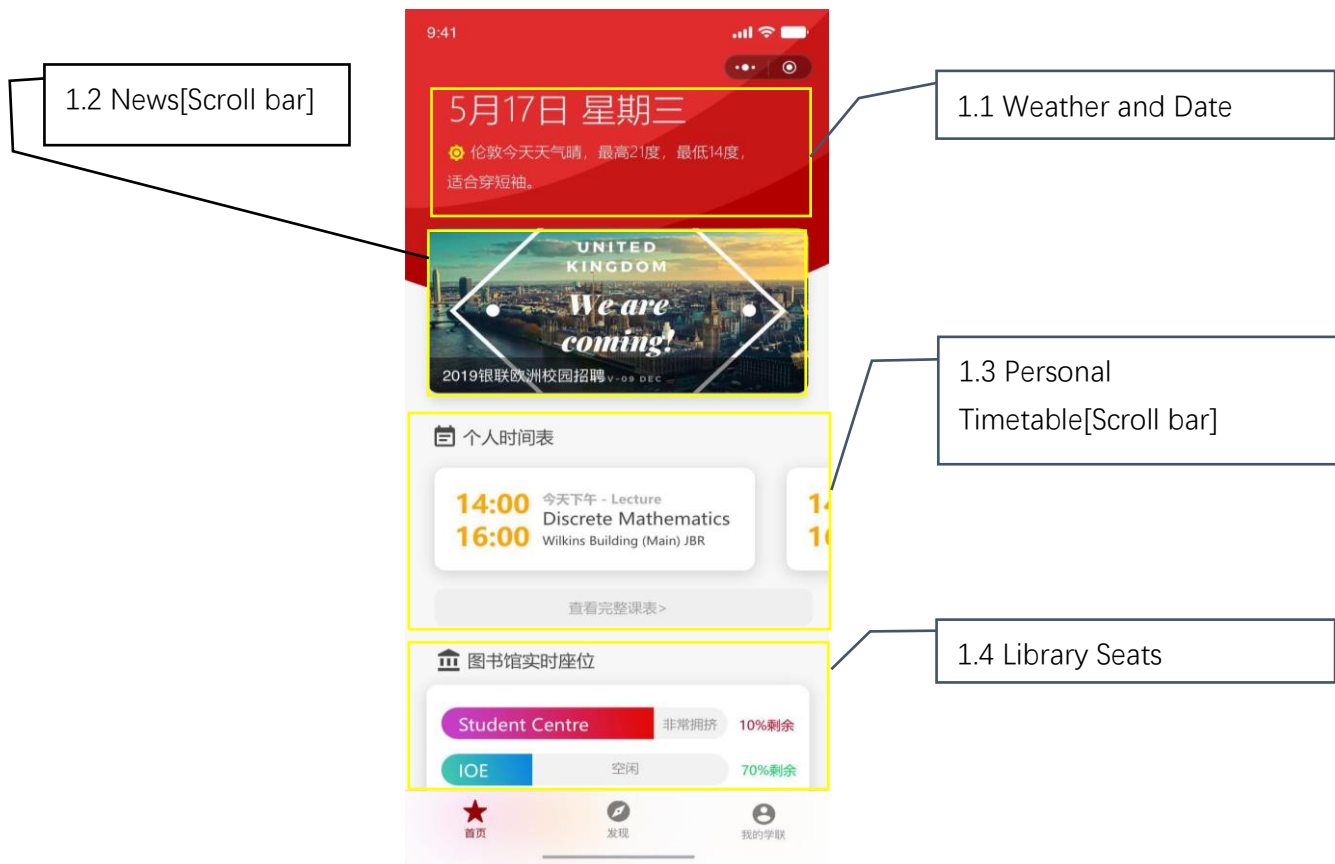 9:41
1.2 News[Scroll bar]
1.1 Weather and Date
5月17日 星期三
伦敦今天天气晴，最高21度，最低14度，
适合穿短袖。
UNITED
KINGDOM
We are
coming!
2019银联欧洲校园招聘
V-09 DEC
1.3 Personal
Timetable[Scroll bar]
个人时间表
14:00
16:00
今天下午 - Lecture
Discrete Mathematics
Wilkins Building (Main) JBR
查看完整课表>
1.4 Library Seats
图书馆实时座位
Student Centre 非常拥挤 10%剩余
IOE 空闲 70%剩余
首页 发现 我的学联